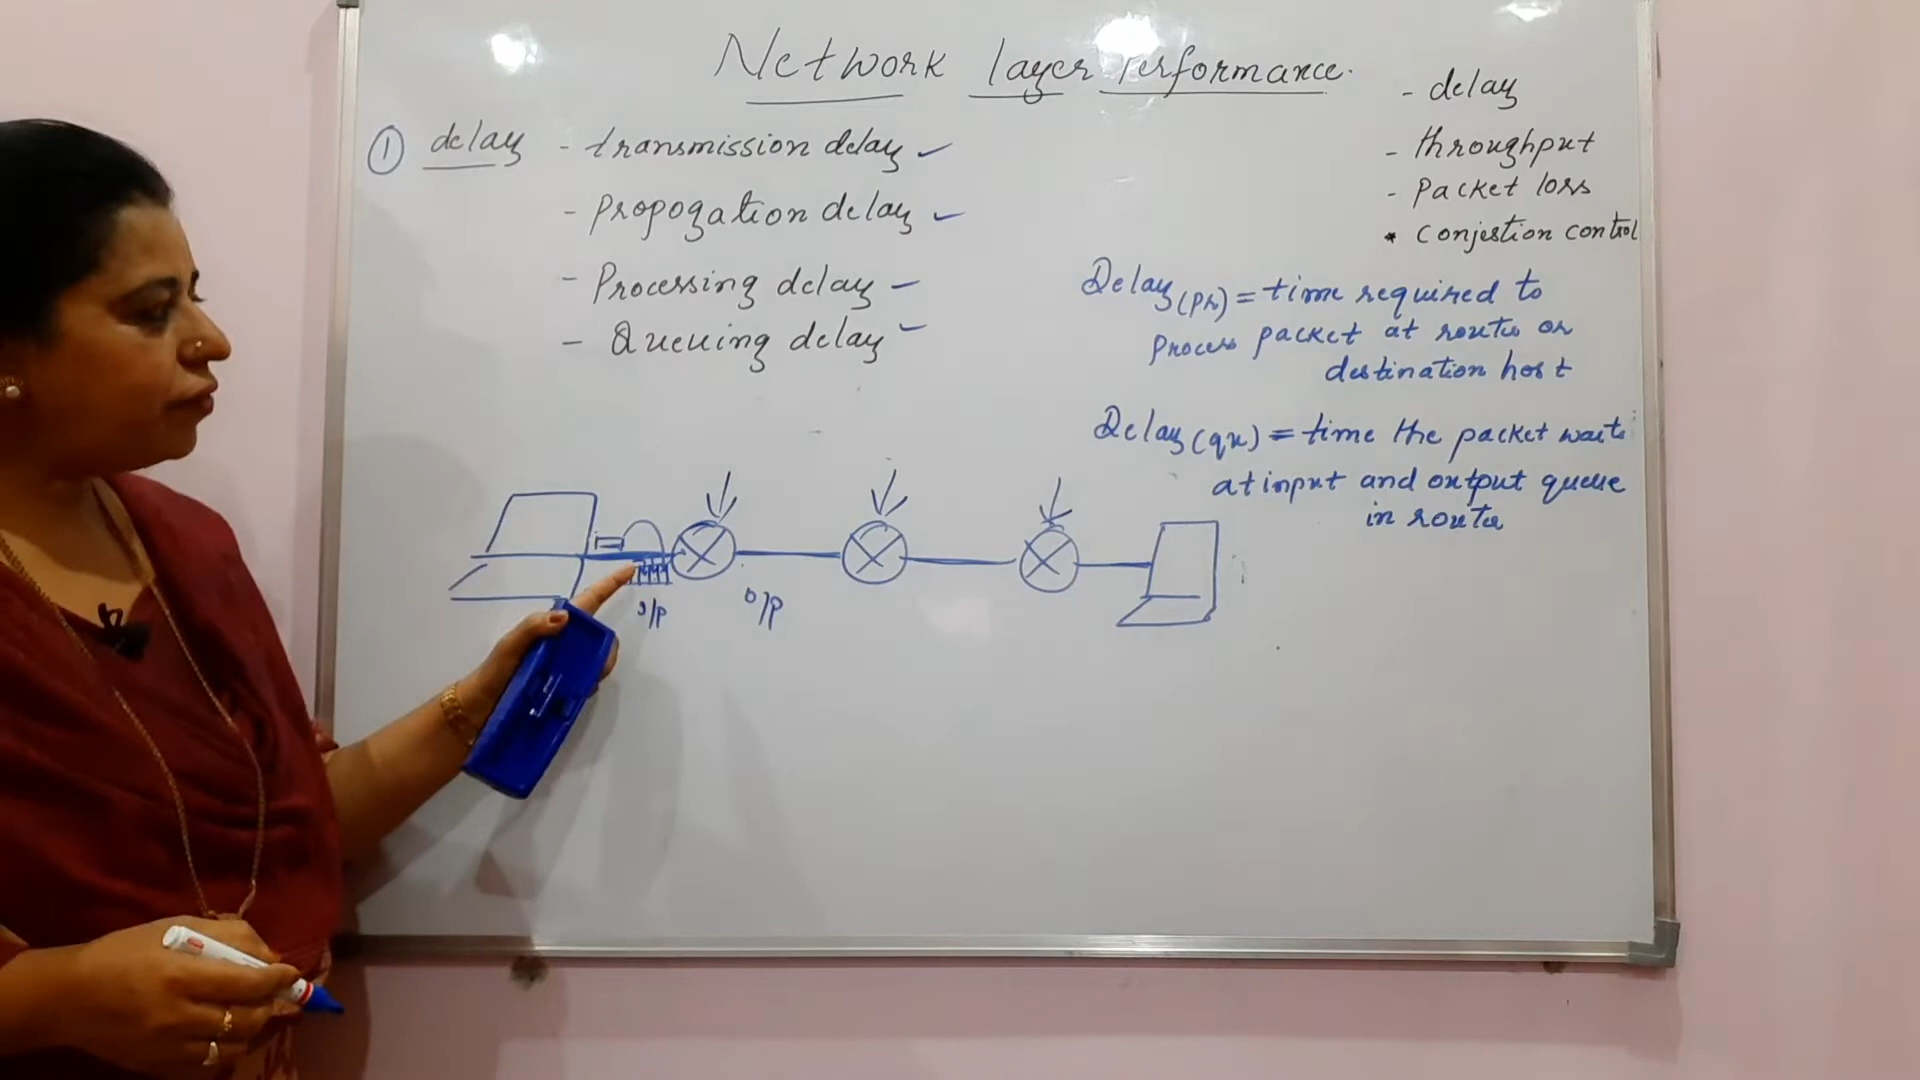 Network layer Performance.
- delay
- throughput
- Packet loss
* Conjestion control
① delay - transmission delay ✓
- Propogation delay ✓
- Processing delay ✓
- Queuing delay ✓
Delay(Pr) = time required to
Process packet at router or
destination host
Delay(qu) = time the packet waits
at input and output queue
in router
I/P
O/P